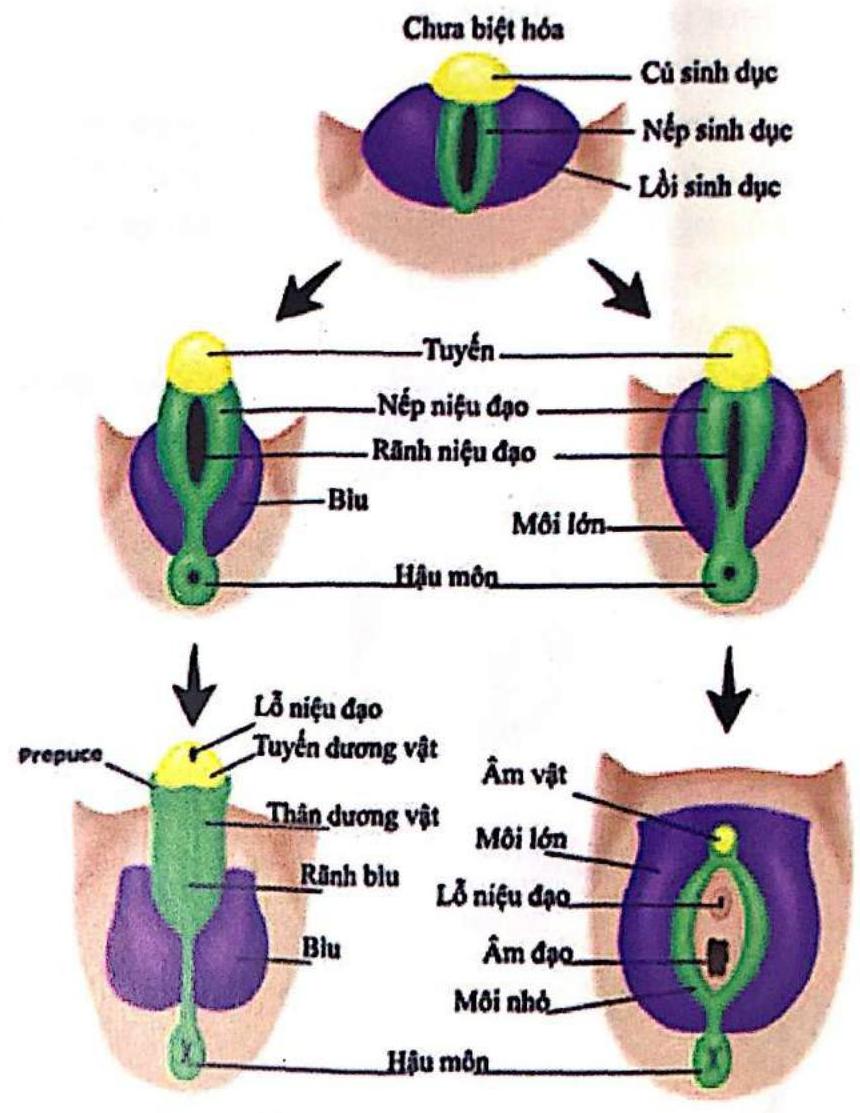 Chưa biệt hóa
Củ sinh dục
Nếp sinh dục
Lồi sinh dục
Tuyến
Nếp niệu đạo
Rãnh niệu đạo
Bìu
Môi lớn
Hậu môn
Lỗ niệu đạo
Prepuce
Tuyến dương vật
Thân dương vật
Rãnh bìu
Bìu
Âm vật
Môi lớn
Lỗ niệu đạo
Âm đạo
Môi nhỏ
Hậu môn